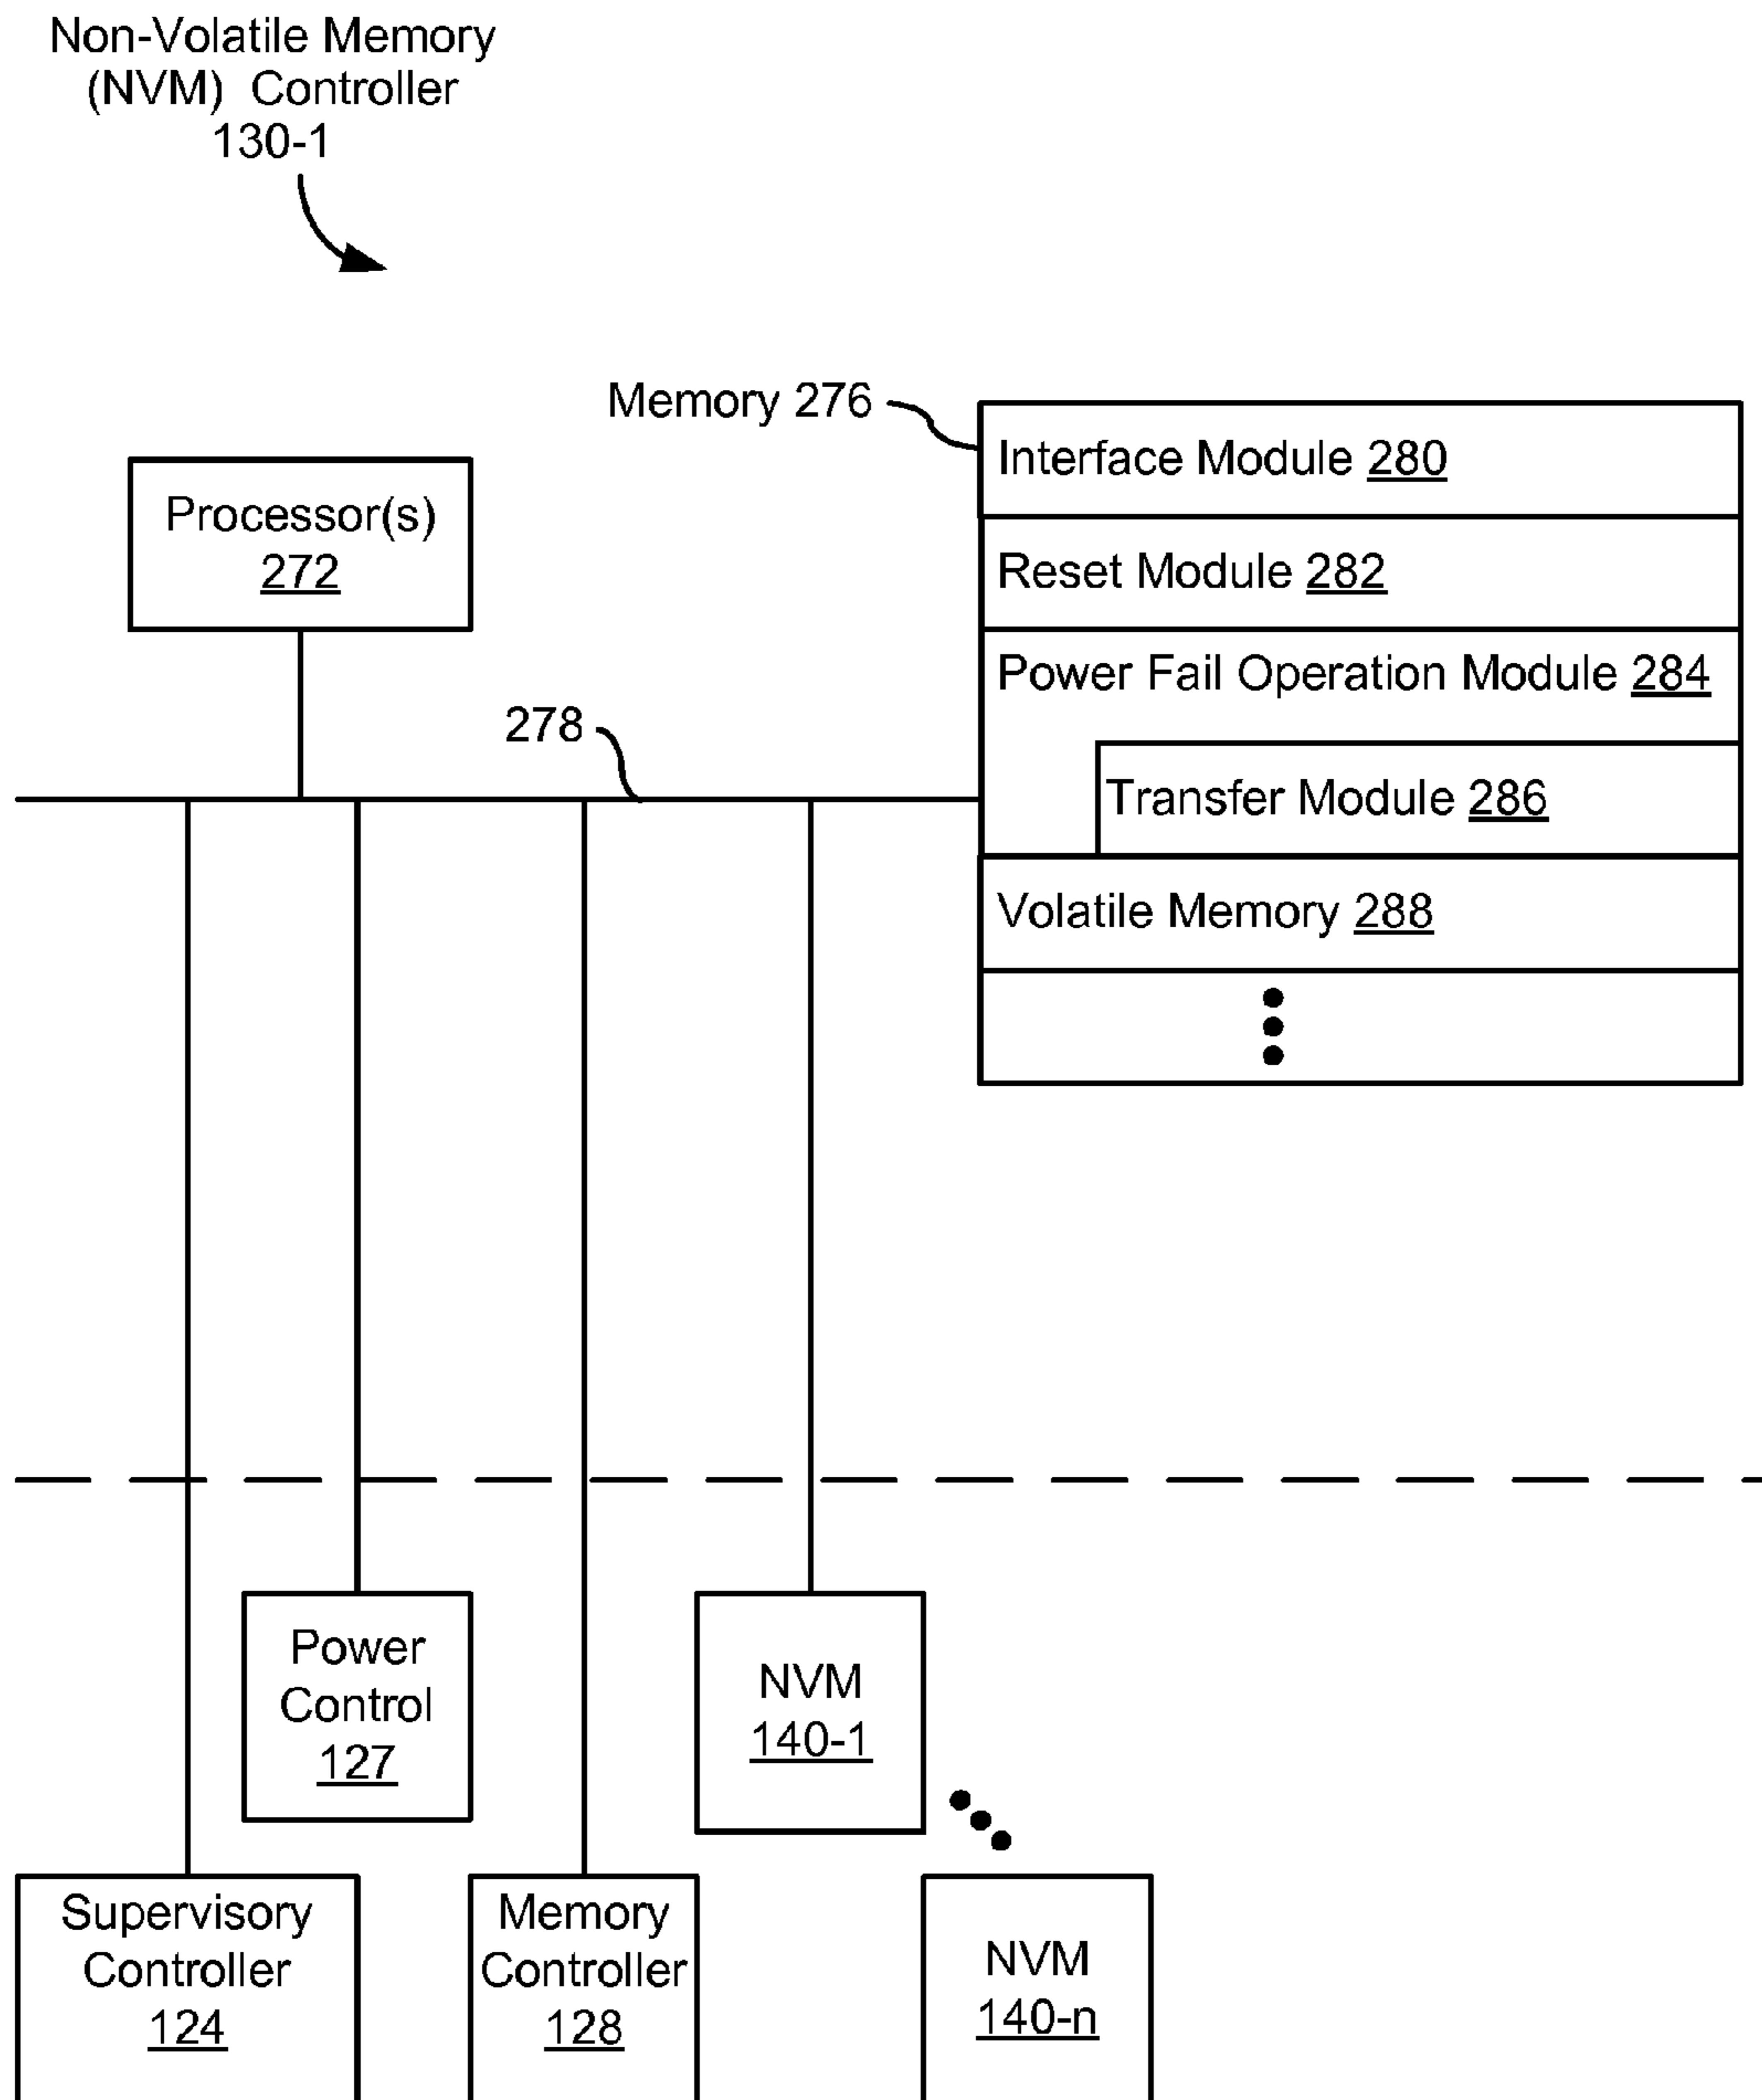 Non-Volatile Memory
(NVM) Controller
130-1
Memory 276
Interface Module 280
Processor(s)
272
Reset Module 282
Power Fail Operation Module 284
278
Transfer Module 286
Volatile Memory 288
Power
Control
127
NVM
140-1
Supervisory
Controller
124
Memory
Controller
128
NVM
140-n